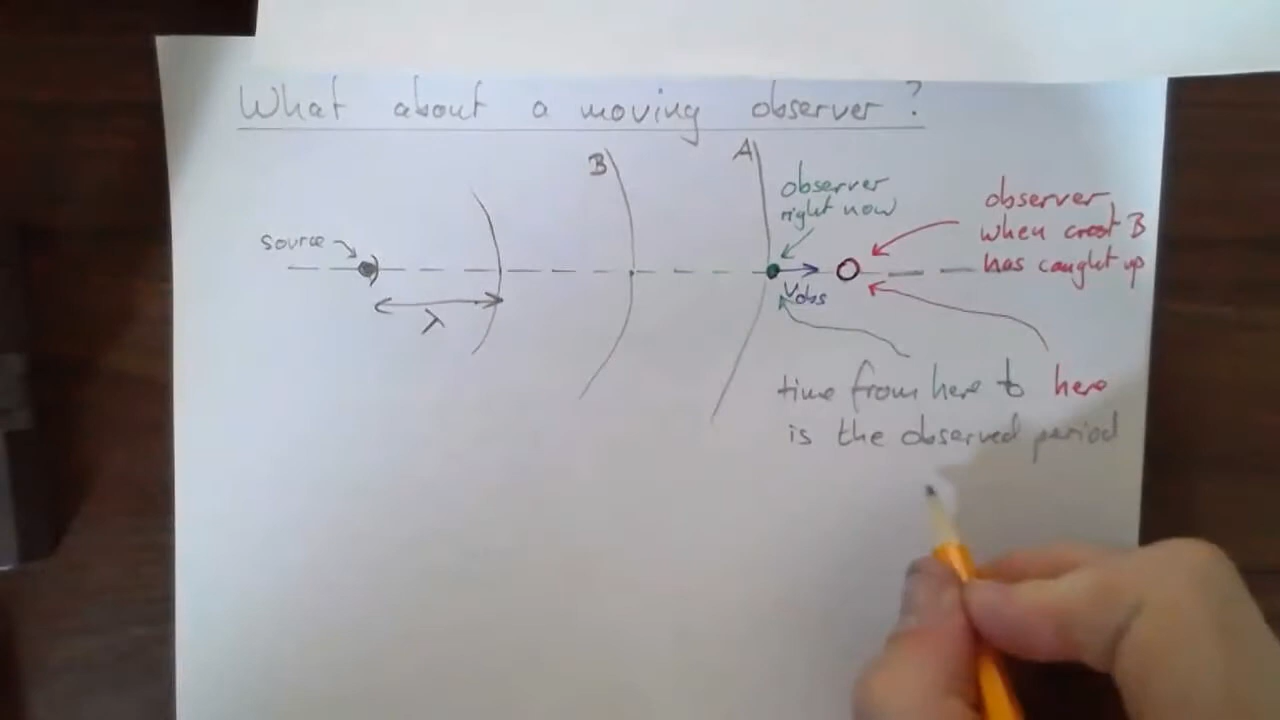 What about a moving observer?
B
A
source
observer
right now
observer
when crest B
has caught up
vobs
λ
time from here to here
is the observed period